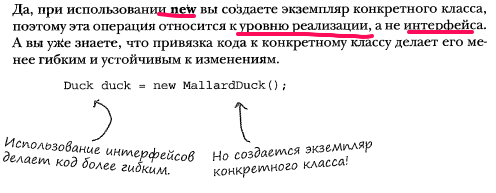 Да, при использовании new вы создаете экземпляр конкретного класса,
поэтому эта операция относится к уровню реализации, а не интерфейса.
А вы уже знаете, что привязка кода к конкретному классу делает его ме-
нее гибким и устойчивым к изменениям.
Duck duck = new MallardDuck();
Использование интерфейсов
делает код более гибким.
Но создается экземпляр
конкретного класса!